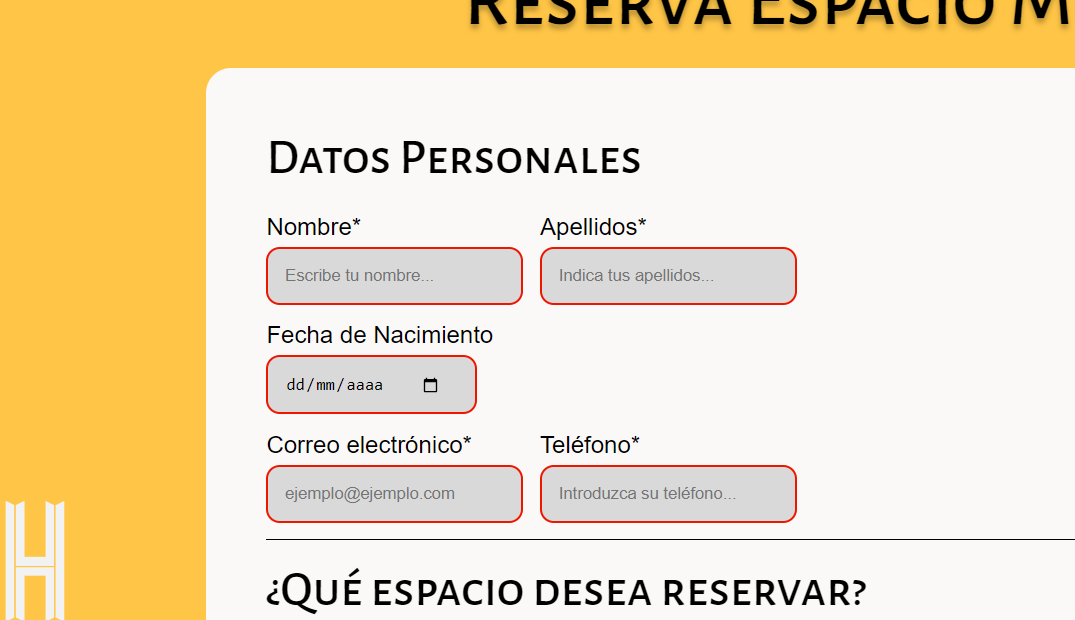 RESERVA ESPACIO M
DATOS PERSONALES
Nombre* Apellidos*
Escribe tu nombre... Indica tus apellidos...
Fecha de Nacimiento
dd/mm/aaaa
Correo electrónico* Teléfono*
ejemplo@ejemplo.com Introduzca su teléfono...
¿QUÉ ESPACIO DESEA RESERVAR?
H